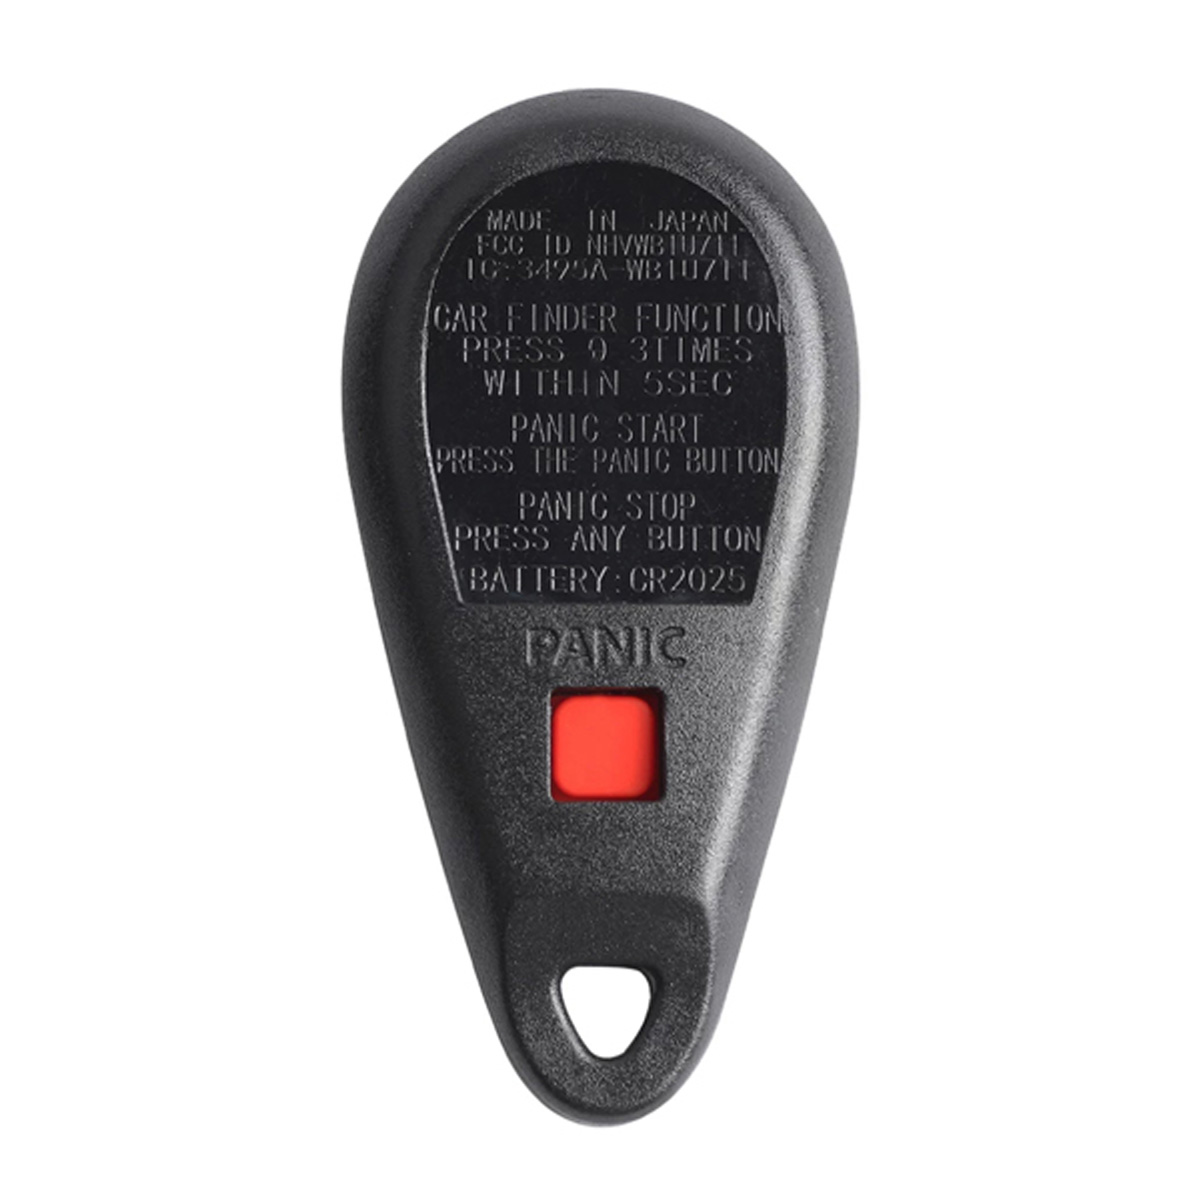 MADE IN JAPAN
FCC ID NHVWB1U711
IC:3495A-WB1U711
CAR FINDER FUNCTION
PRESS 0 3TIMES
WITHIN 5SEC
PANIC START
PRESS THE PANIC BUTTON
PANIC STOP
PRESS ANY BUTTON
BATTERY:CR2025
PANIC